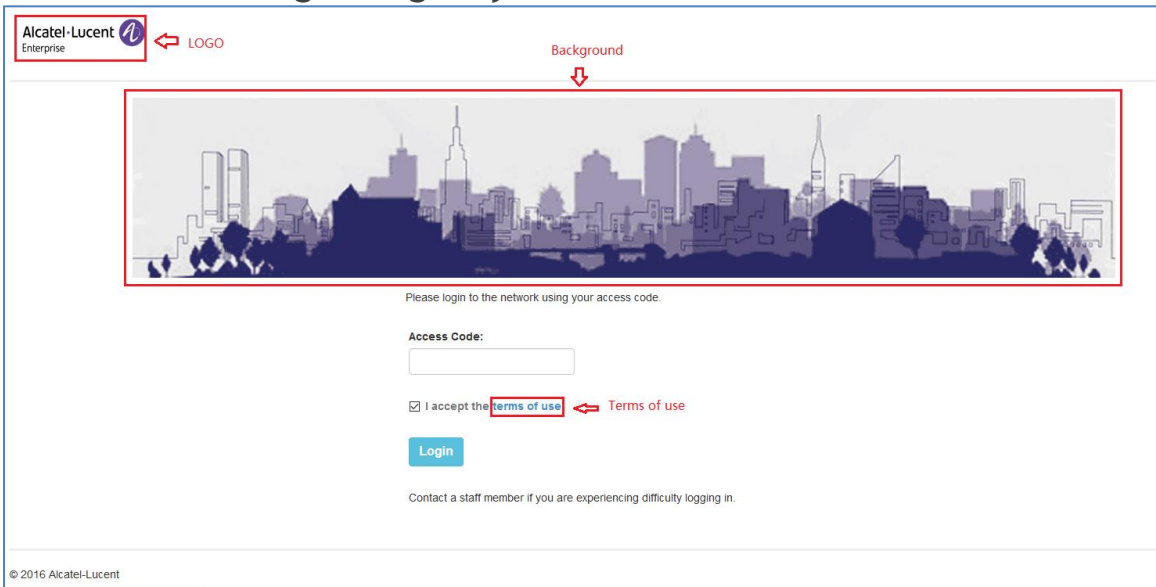 Alcatel·Lucent
Enterprise
LOGO
Background
Please login to the network using your access code.
Access Code:
I accept the terms of use
Terms of use
Login
Contact a staff member if you are experiencing difficulty logging in.
© 2016 Alcatel-Lucent